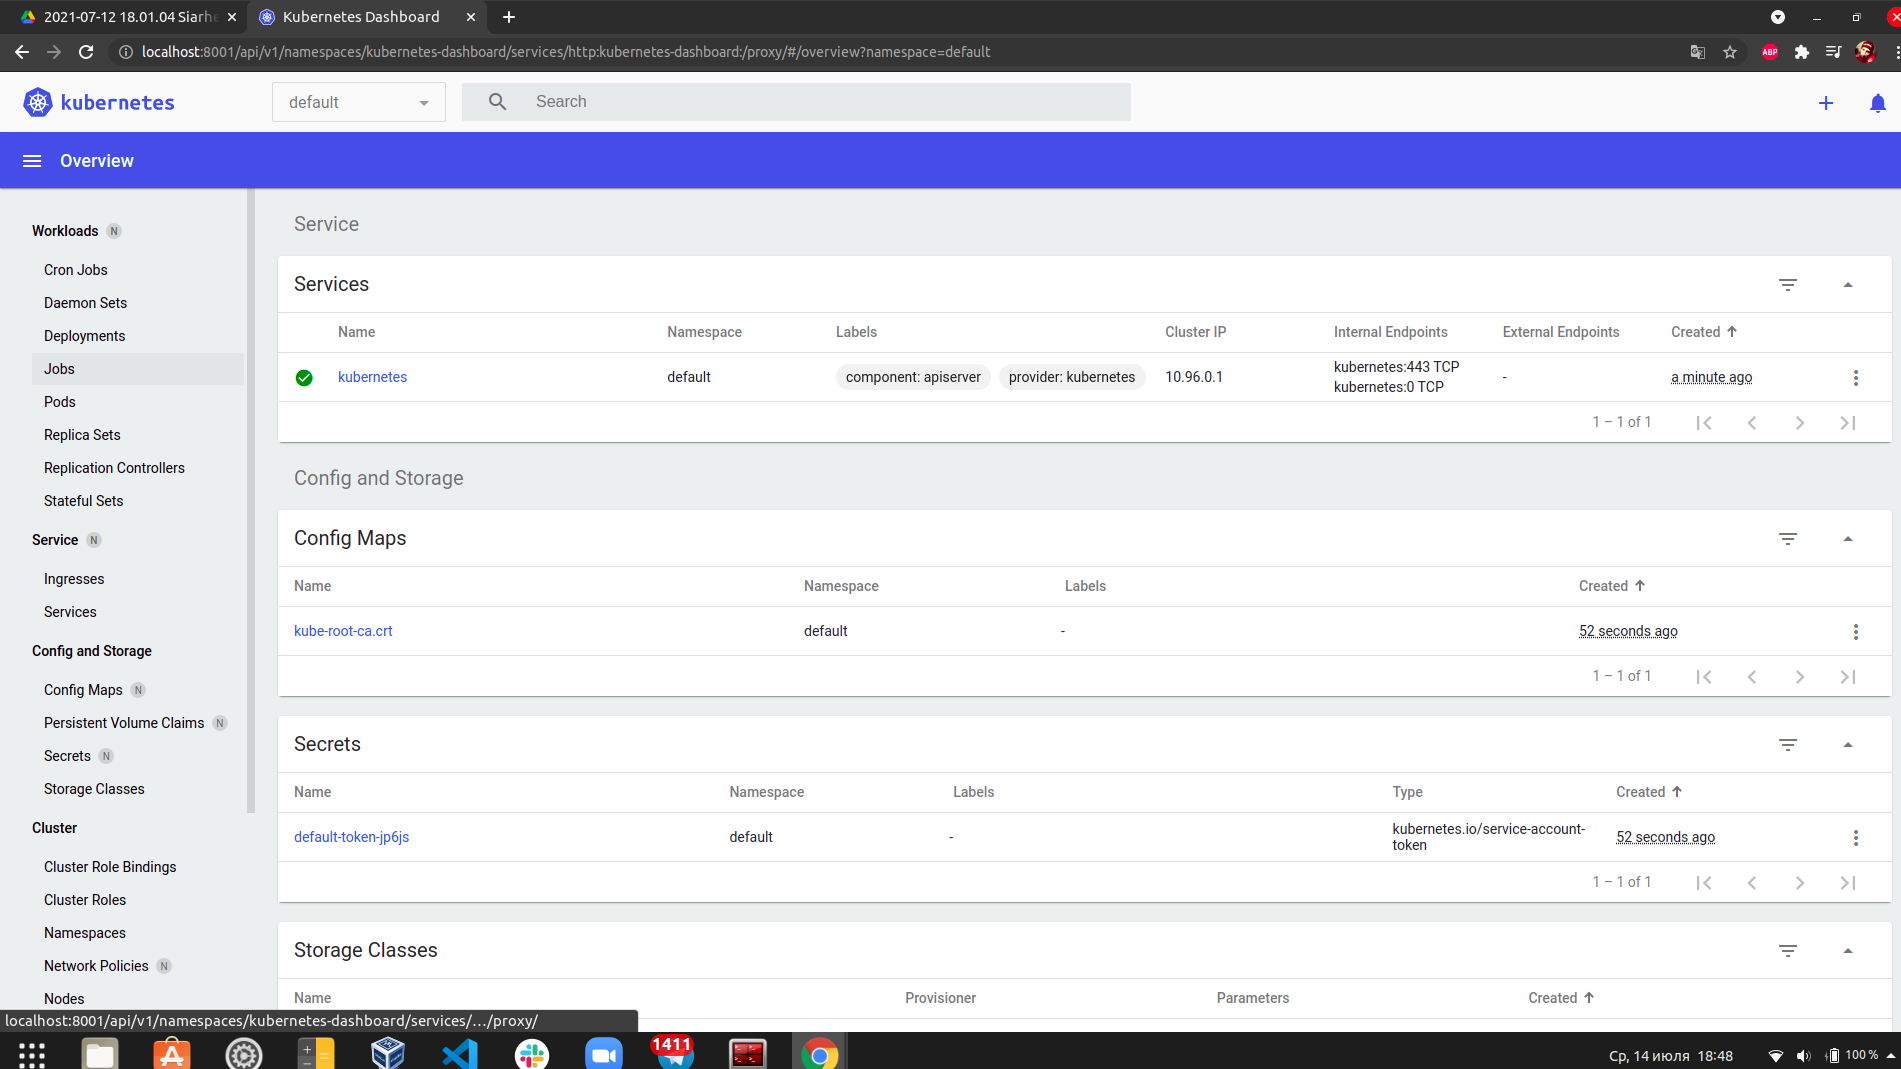 2021-07-12 18.01.04 Siarhe
Kubernetes Dashboard
localhost:8001/api/v1/namespaces/kubernetes-dashboard/services/http:kubernetes-dashboard:/proxy/#/overview?namespace=default
ABP
kubernetes
default
Search
Overview
Workloads N
Cron Jobs
Daemon Sets
Deployments
Jobs
Pods
Replica Sets
Replication Controllers
Stateful Sets
Service N
Ingresses
Services
Config and Storage
Config Maps N
Persistent Volume Claims N
Secrets N
Storage Classes
Cluster
Cluster Role Bindings
Cluster Roles
Namespaces
Network Policies N
Nodes
Service
Services
Name Namespace Labels Cluster IP Internal Endpoints External Endpoints Created
kubernetes default component: apiserver provider: kubernetes 10.96.0.1 kubernetes:443 TCP - a minute ago
kubernetes:0 TCP
1 – 1 of 1
Config and Storage
Config Maps
Name Namespace Labels Created
kube-root-ca.crt default - 52 seconds ago
1 – 1 of 1
Secrets
Name Namespace Labels Type Created
default-token-jp6js default - kubernetes.io/service-account- 52 seconds ago
token
1 – 1 of 1
Storage Classes
Name Provisioner Parameters Created
localhost:8001/api/v1/namespaces/kubernetes-dashboard/services/…/proxy/
1411
Ср, 14 июля 18:48
100 %